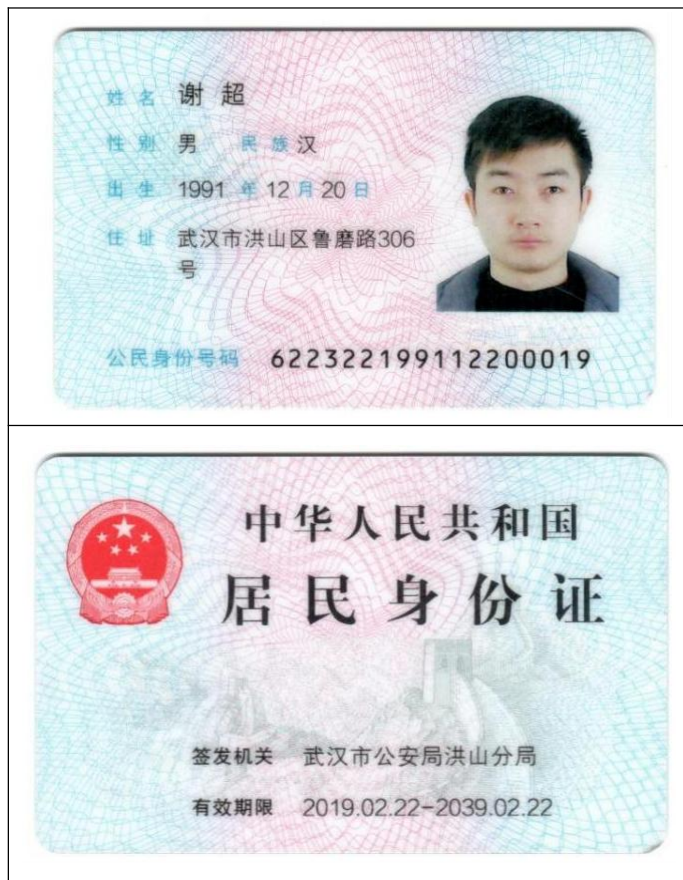 姓名 谢超
性别 男 民族 汉
出生 1991 年 12 月 20 日
住址 武汉市洪山区鲁磨路306
号
公民身份号码 622322199112200019
中华人民共和国
居民身份证
签发机关 武汉市公安局洪山分局
有效期限 2019.02.22-2039.02.22